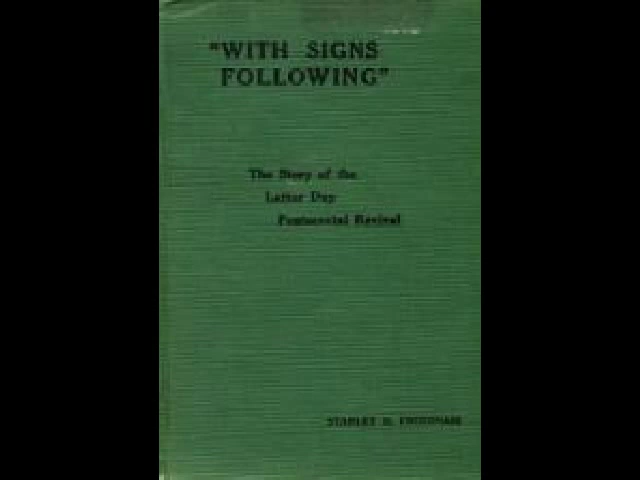 "WITH SIGNS
FOLLOWING"
The Story of the
Latter Day
Pentecostal Revival
STANLEY H. FRODSHAM